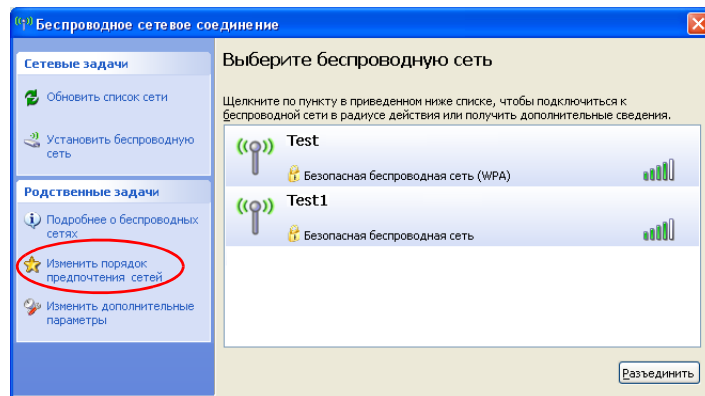 Беспроводное сетевое соединение
Сетевые задачи
Обновить список сети
Установить беспроводную
сеть
Родственные задачи
Подробнее о беспроводных
сетях
Изменить порядок
предпочтения сетей
Изменить дополнительные
параметры
Выберите беспроводную сеть
Щелкните по пункту в приведенном ниже списке, чтобы подключиться к
беспроводной сети в радиусе действия или получить дополнительные сведения.
Test
Безопасная беспроводная сеть (WPA)
Test1
Безопасная беспроводная сеть
Разъединить